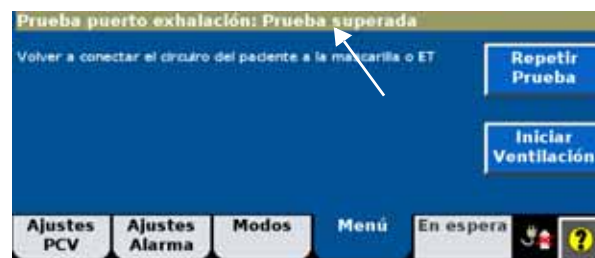 Prueba puerto exhalación: Prueba superada
Volver a conectar el circuiro del paciente a la mascarilla o ET
Repetir
Prueba
Iniciar
Ventilación
Ajustes
PCV
Ajustes
Alarma
Modos
Menú
En espera
?